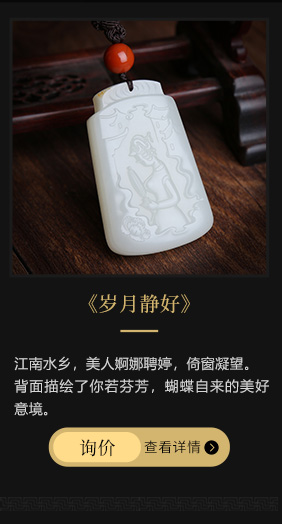 《岁月静好》
江南水乡，美人婀娜聘婷，倚窗凝望。
背面描绘了你若芬芳，蝴蝶自来的美好
意境。
询价 查看详情